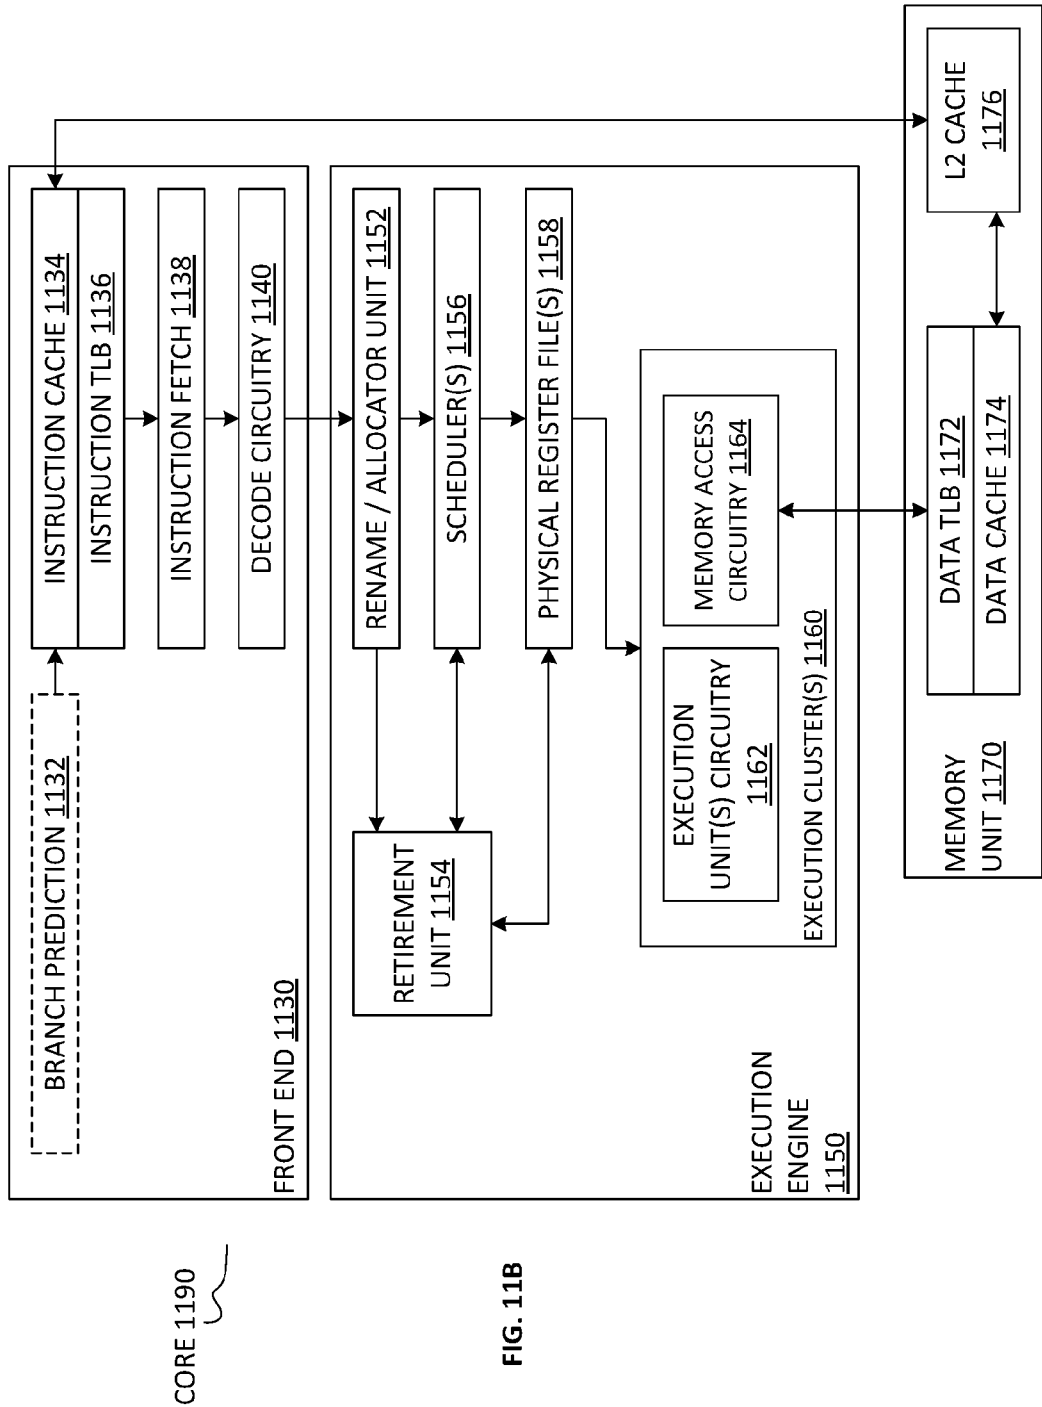 CORE 1190
BRANCH PREDICTION 1132
INSTRUCTION CACHE 1134
INSTRUCTION TLB 1136
INSTRUCTION FETCH 1138
DECODE CIRCUITRY 1140
FRONT END 1130
RENAME / ALLOCATOR UNIT 1152
RETIREMENT
UNIT 1154
SCHEDULER(S) 1156
PHYSICAL REGISTER FILE(S) 1158
EXECUTION
UNIT(S) CIRCUITRY
1162
MEMORY ACCESS
CIRCUITRY 1164
EXECUTION CLUSTER(S) 1160
EXECUTION
ENGINE
1150
MEMORY
UNIT 1170
DATA TLB 1172
DATA CACHE 1174
L2 CACHE
1176
FIG. 11B